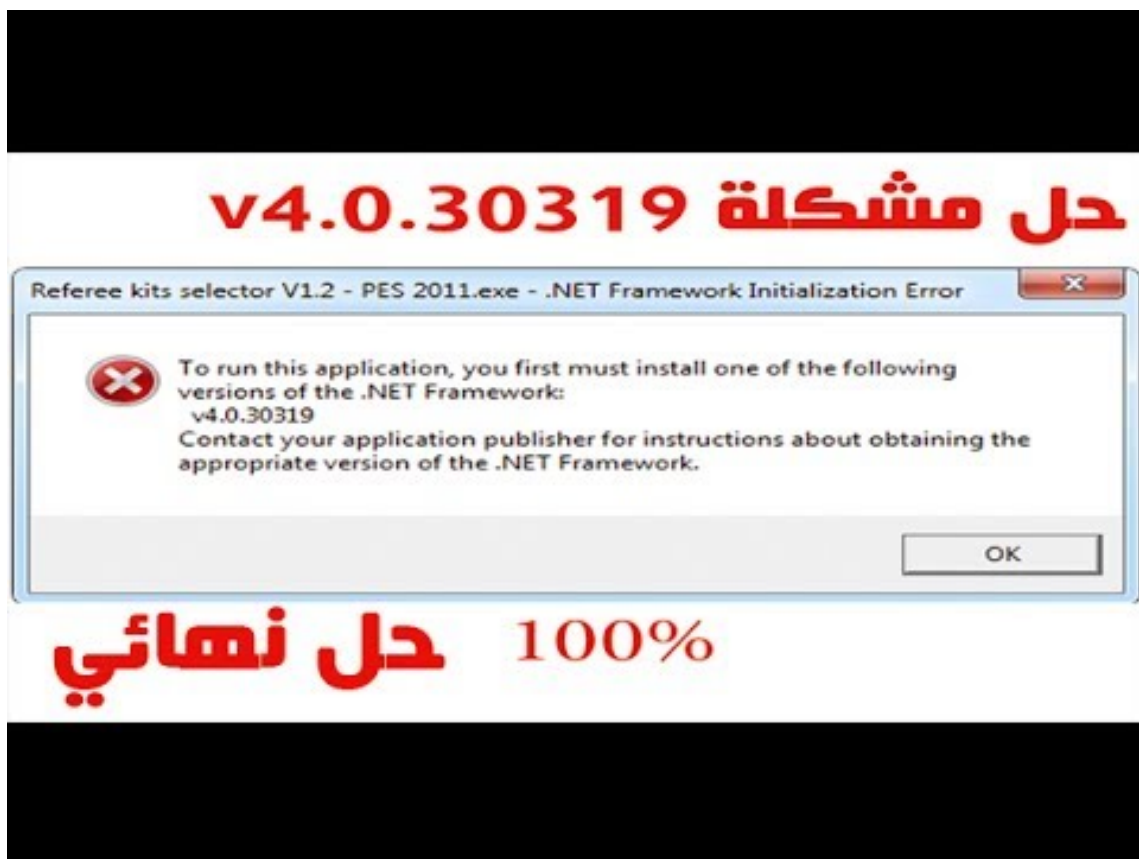 حل مشكلة v4.0.30319
Referee kits selector V1.2 - PES 2011.exe - .NET Framework Initialization Error
To run this application, you first must install one of the following
versions of the .NET Framework:
v4.0.30319
Contact your application publisher for instructions about obtaining the
appropriate version of the .NET Framework.
OK
حل نهائي 100%